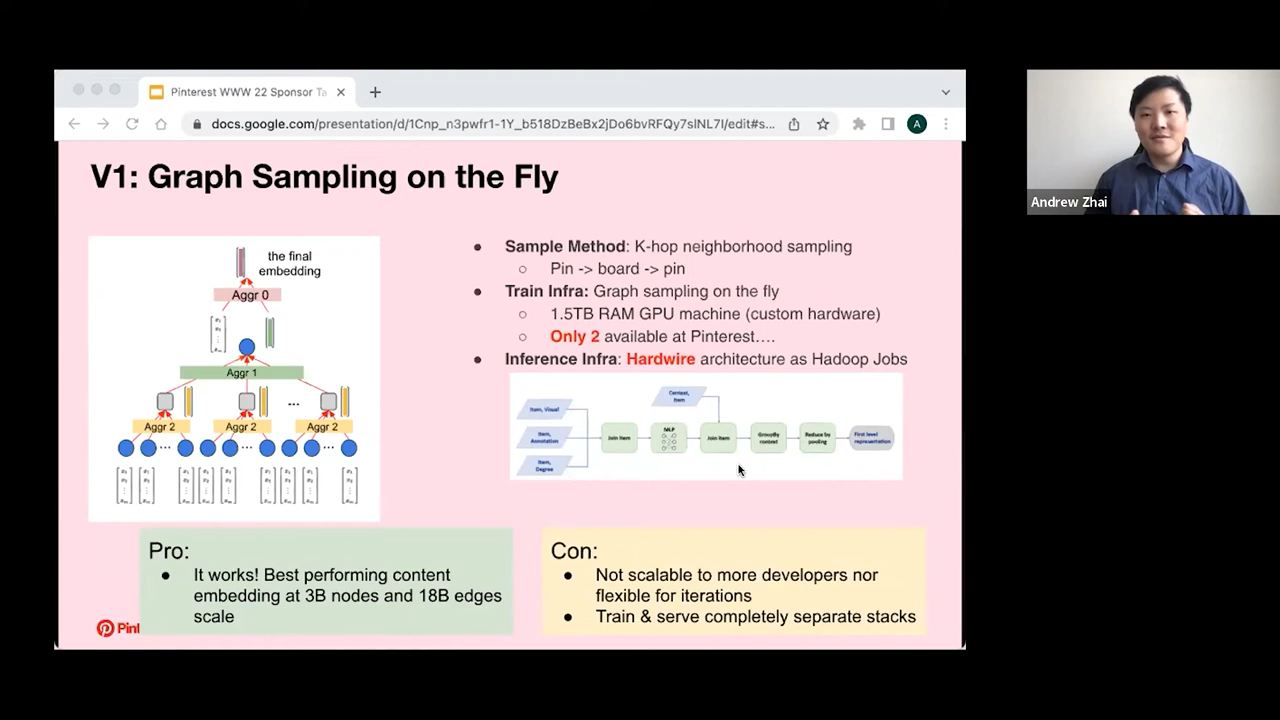 Pinterest WWW 22 Sponsor Ta
docs.google.com/presentation/d/1Cnp_n3pwfr1-1Y_b518DzBeBx2jDo6bvRFQy7sINL7I/edit#s...
A
Andrew Zhai
V1: Graph Sampling on the Fly
the final
embedding
Aggr 0
Aggr 1
...
Aggr 2
Aggr 2
Aggr 2
● Sample Method: K-hop neighborhood sampling
○ Pin -> board -> pin
● Train Infra: Graph sampling on the fly
○ 1.5TB RAM GPU machine (custom hardware)
○ Only 2 available at Pinterest….
● Inference Infra: Hardwire architecture as Hadoop Jobs
Item, Visual
Item,
Annotation
Item,
Degree
Join Item
MLP
Context,
Item
Join Item
GroupBy
context
Reduce by
pooling
First level
representation
Pro:
● It works! Best performing content
embedding at 3B nodes and 18B edges
scale
Con:
● Not scalable to more developers nor
flexible for iterations
● Train & serve completely separate stacks